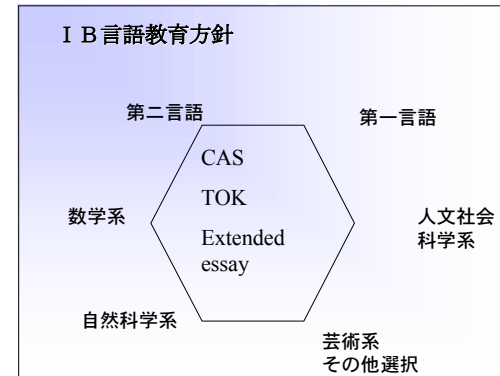 ＩＢ言語教育方針
第二言語
第一言語
CAS
TOK
Extended
essay
数学系
人文社会
科学系
自然科学系
芸術系
その他選択